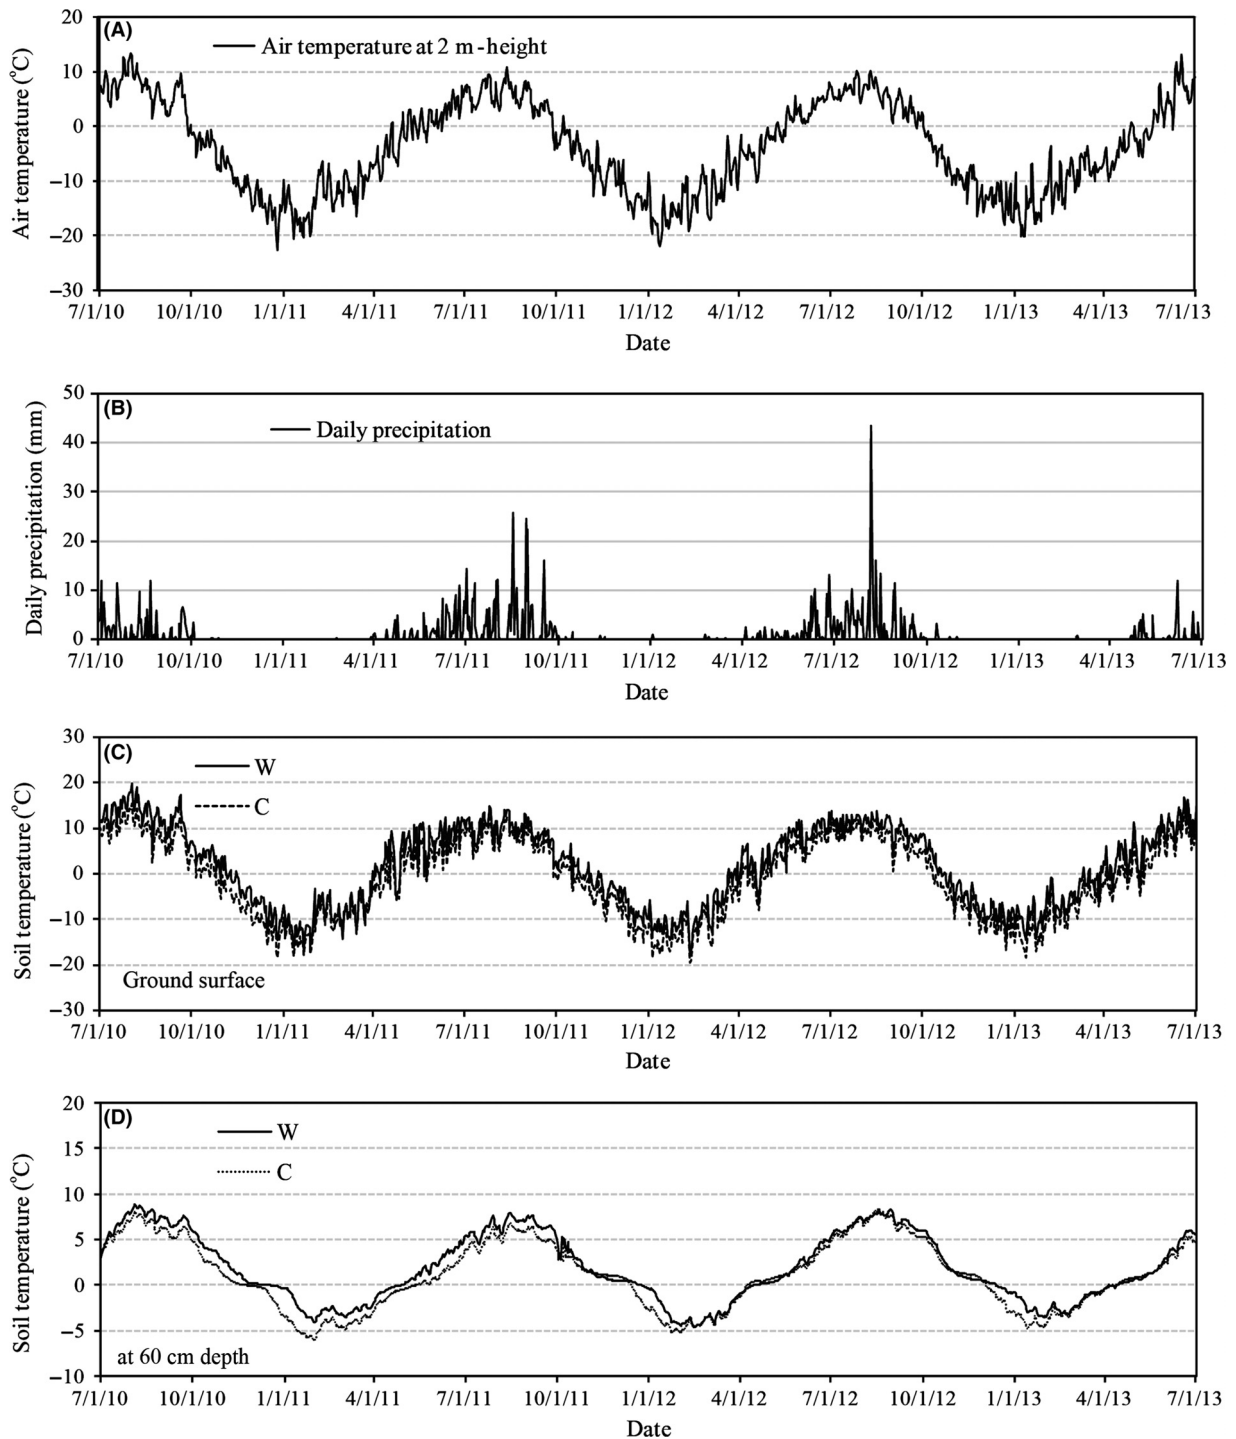 (A)
Air temperature at 2 m-height
Air temperature (°C)
20
10
0
−10
−20
−30
7/1/10 10/1/10 1/1/11 4/1/11 7/1/11 10/1/11 1/1/12 4/1/12 7/1/12 10/1/12 1/1/13 4/1/13 7/1/13
Date
(B)
Daily precipitation
Daily precipitation (mm)
50
40
30
20
10
0
7/1/10 10/1/10 1/1/11 4/1/11 7/1/11 10/1/11 1/1/12 4/1/12 7/1/12 10/1/12 1/1/13 4/1/13 7/1/13
Date
(C)
W
C
Soil temperature (°C)
30
20
10
0
−10
−20
−30
Ground surface
7/1/10 10/1/10 1/1/11 4/1/11 7/1/11 10/1/11 1/1/12 4/1/12 7/1/12 10/1/12 1/1/13 4/1/13 7/1/13
Date
(D)
W
C
Soil temperature (°C)
20
15
10
5
0
−5
−10
at 60 cm depth
7/1/10 10/1/10 1/1/11 4/1/11 7/1/11 10/1/11 1/1/12 4/1/12 7/1/12 10/1/12 1/1/13 4/1/13 7/1/13
Date